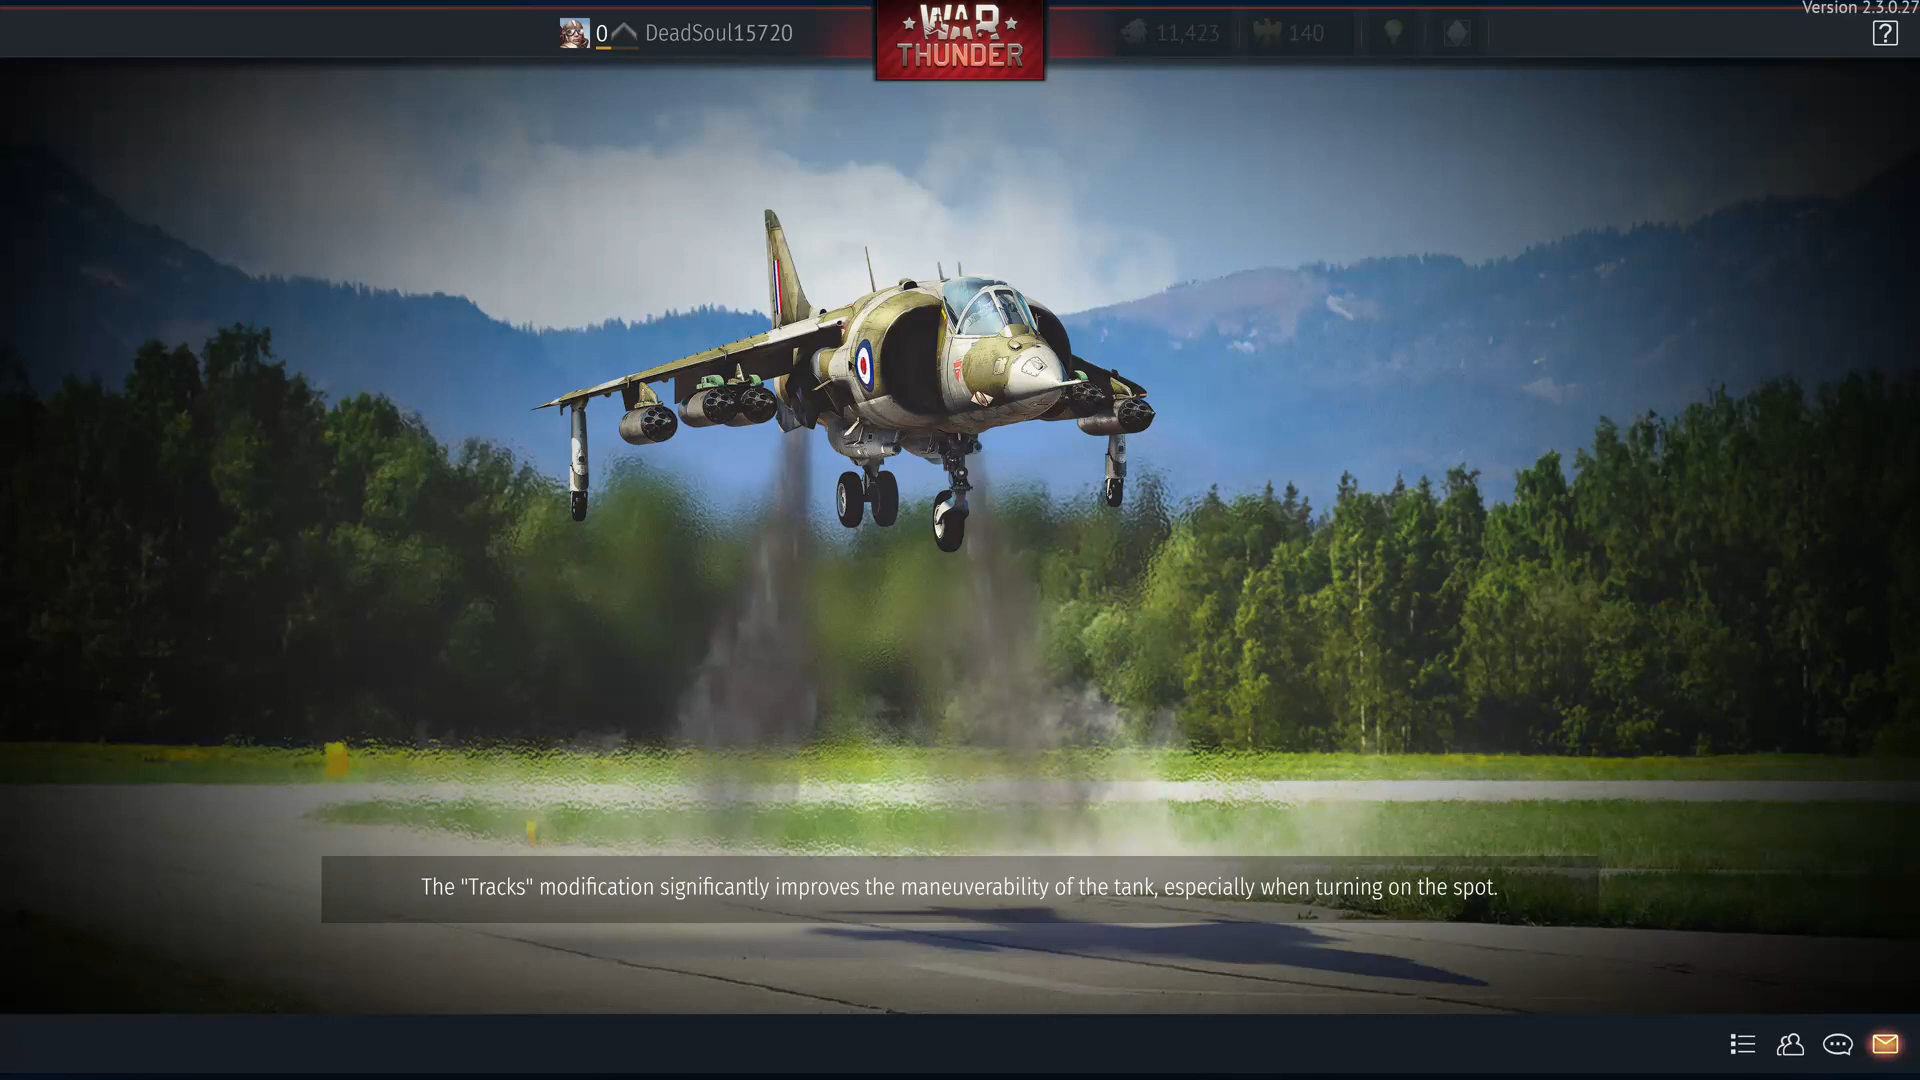 Version 2.3.0.27
0 DeadSoul15720
WAR
THUNDER
11,423
140
?
The "Tracks" modification significantly improves the maneuverability of the tank, especially when turning on the spot.